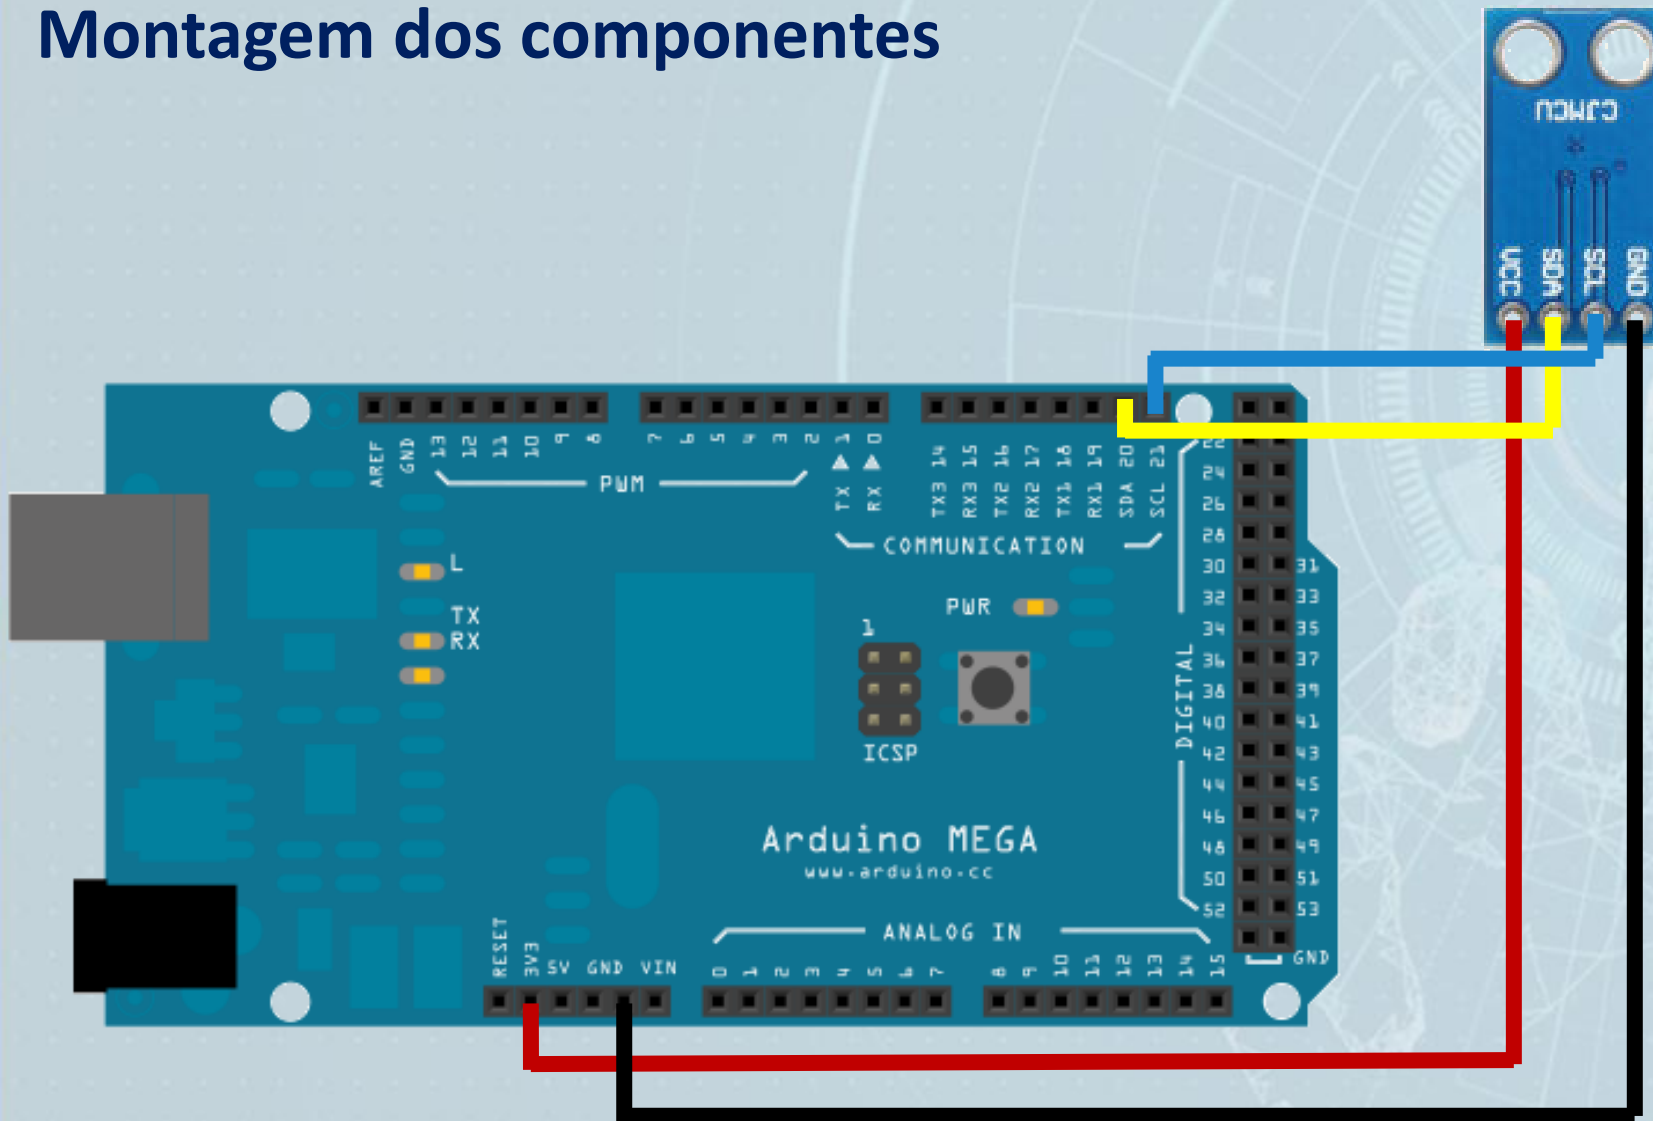 Montagem dos componentes
CJMCU
VCC SDA SCL GND
AREF GND 13 12 11 10 9 8 7 6 5 4 3 2 1 0
TX3 14
RX3 15
TX2 16
RX2 17
TX1 18
RX1 19
SDA 20
SCL 21
PWM
TX RX
COMMUNICATION
L
TX
RX
PWR
1
ICSP
22
24
26
28
30 31
32 33
34 35
36 37
38 39
40 41
42 43
44 45
46 47
48 49
50 51
52 53
DIGITAL
GND
Arduino MEGA
www.arduino.cc
ANALOG IN
RESET 3V3 5V GND VIN
0 1 2 3 4 5 6 7 8 9 10 11 12 13 14 15